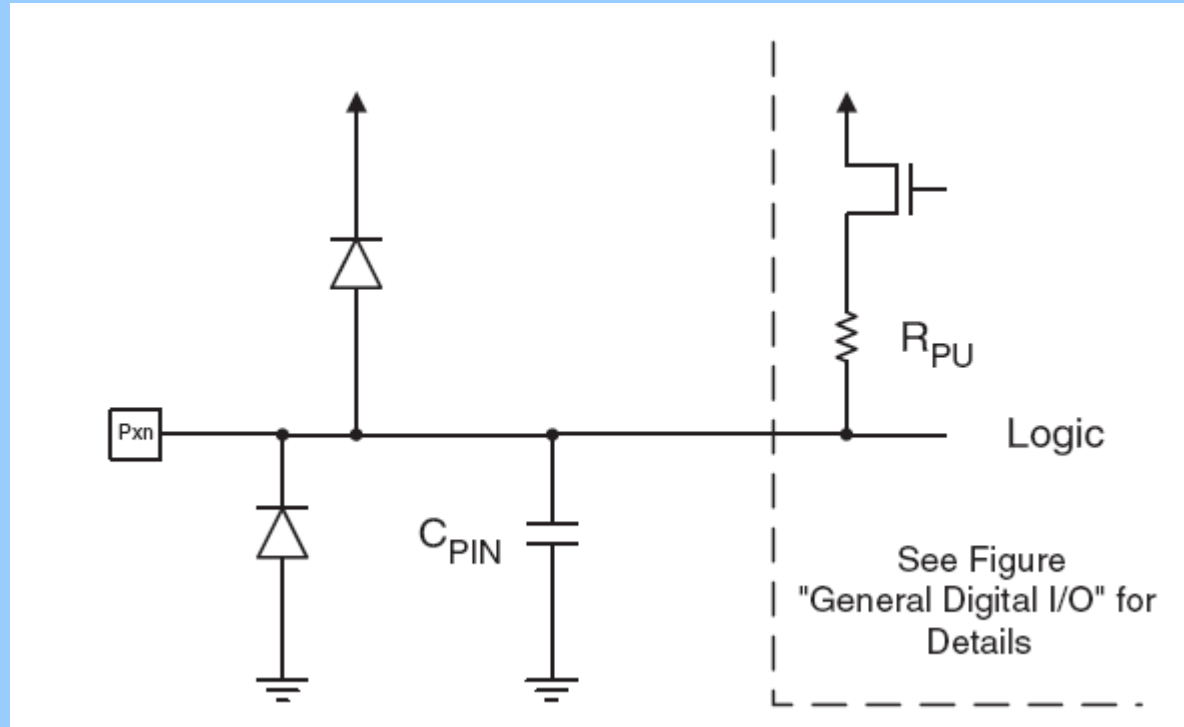 R_PU
Pxn
Logic
C_PIN
See Figure
"General Digital I/O" for
Details